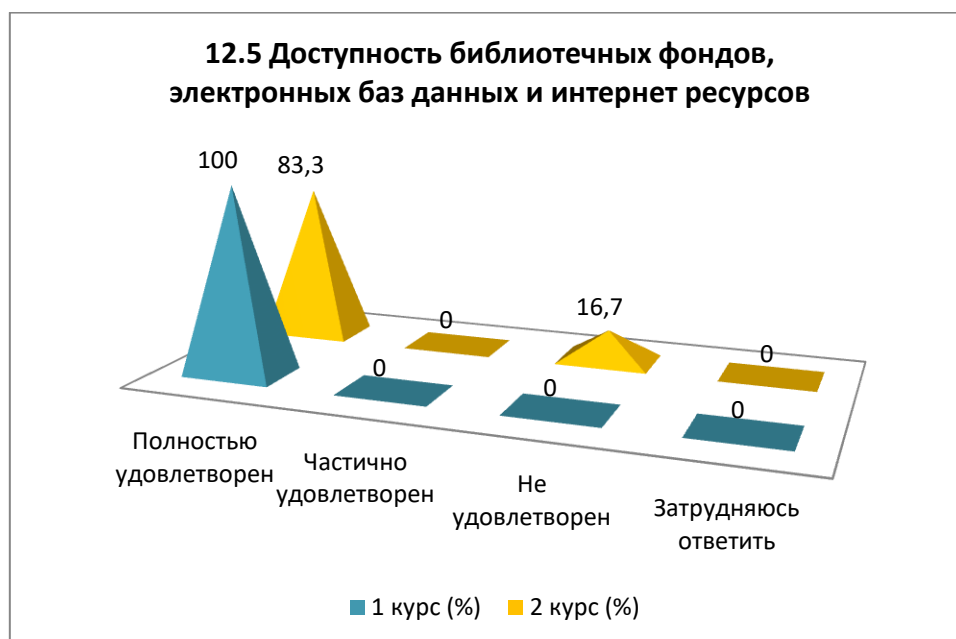 12.5 Доступность библиотечных фондов,
электронных баз данных и интернет ресурсов
100
83,3
0
16,7
0
0
0
0
Полностью
удовлетворен
Частично
удовлетворен
Не
удовлетворен
Затрудняюсь
ответить
1 курс (%)
2 курс (%)